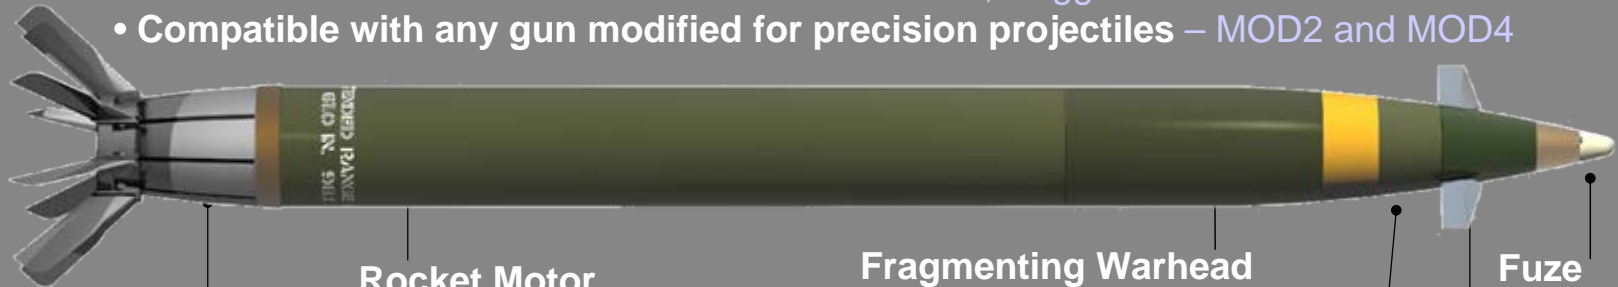 • Compatible with any gun modified for precision projectiles – MOD2 and MOD4
Rocket Motor
Fragmenting Warhead
Fuze